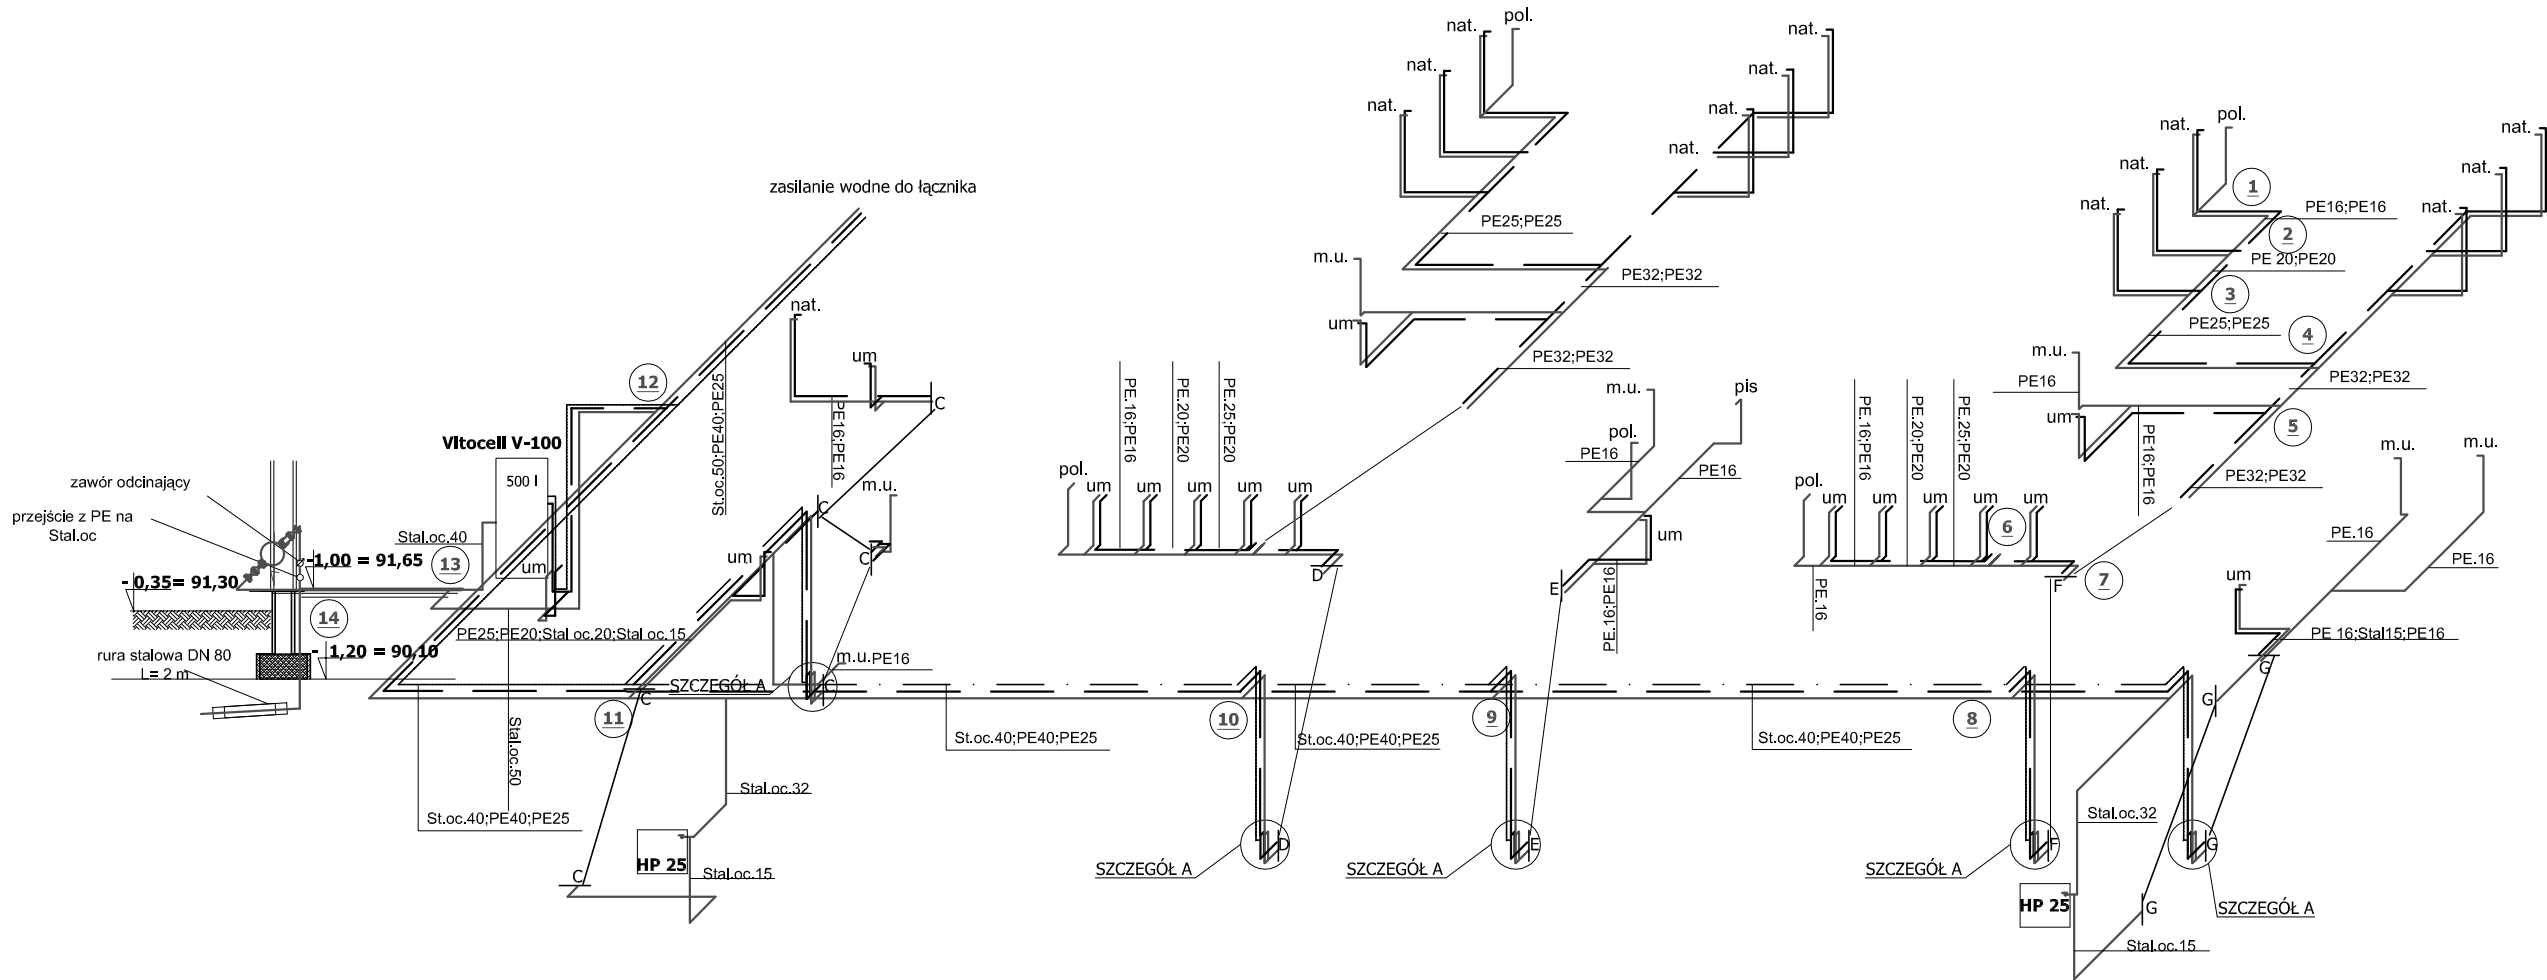 nat.
pol.
nat.
nat.
nat.
nat.
nat.
nat.
nat.
PE25;PE25
m.u.
um
PE32;PE32
PE32;PE32
nat.
pol.
nat.
nat.
1
PE16;PE16
2
PE 20;PE20
3
PE25;PE25
4
nat.
nat.
nat.
m.u.
PE16
um
PE32;PE32
5
PE16;PE16
PE32;PE32
zasilanie wodne do łącznika
nat.
um
C
PE16;PE16
St.oc.50;PE40;PE25
12
Vitocell V-100
500 l
zawór odcinający
przejście z PE na
Stal.oc
Stal.oc.40
-1,00 = 91,65
13
- 0,35= 91,30
14
um
PE25;PE20;Stal oc.20;Stal oc.15
- 1,20 = 90,10
rura stalowa DN 80
L= 2 m
Stal.oc.50
St.oc.40;PE40;PE25
um
C
C
m.u.
m.u.
PE16
SZCZEGÓŁ A
C
11
C
C
Stal.oc.32
HP 25
Stal.oc.15
St.oc.40;PE40;PE25
pol.
um
um
um
um
um
PE.16;PE16
PE.20;PE20
PE.25;PE20
D
10
St.oc.40;PE40;PE25
D
SZCZEGÓŁ A
m.u.
pis
pol.
PE16
PE16
um
E
PE.16;PE16
9
E
SZCZEGÓŁ A
St.oc.40;PE40;PE25
pol.
um
um
um
um
um
PE.16;PE16
PE.20;PE20
PE.25;PE20
6
F
7
PE.16
8
F
SZCZEGÓŁ A
m.u.
m.u.
PE.16
PE.16
um
PE 16;Stal15;PE16
G
G
Stal.oc.32
G
HP 25
G
SZCZEGÓŁ A
Stal.oc.15